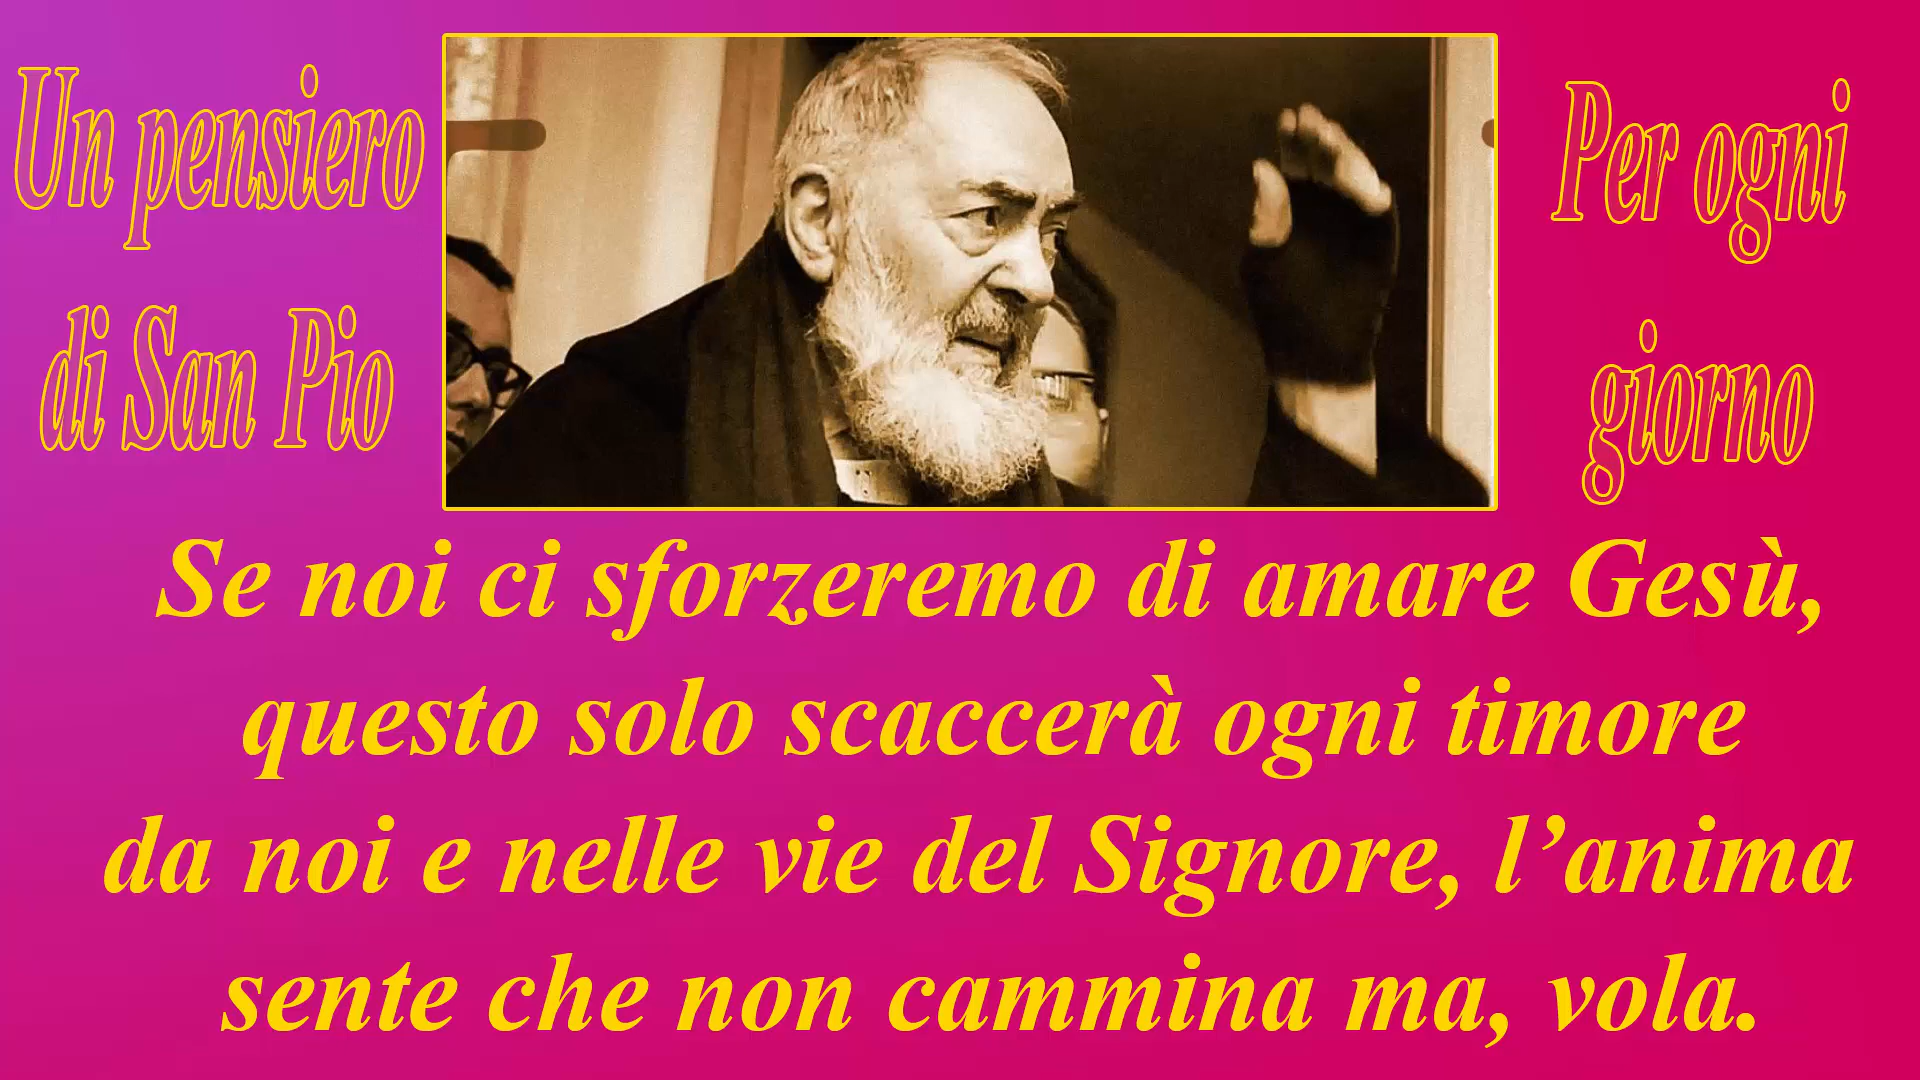 Un pensiero
di San Pio
Per ogni
giorno
Se noi ci sforzeremo di amare Gesù,
questo solo scaccerà ogni timore
da noi e nelle vie del Signore, l’anima
sente che non cammina ma, vola.